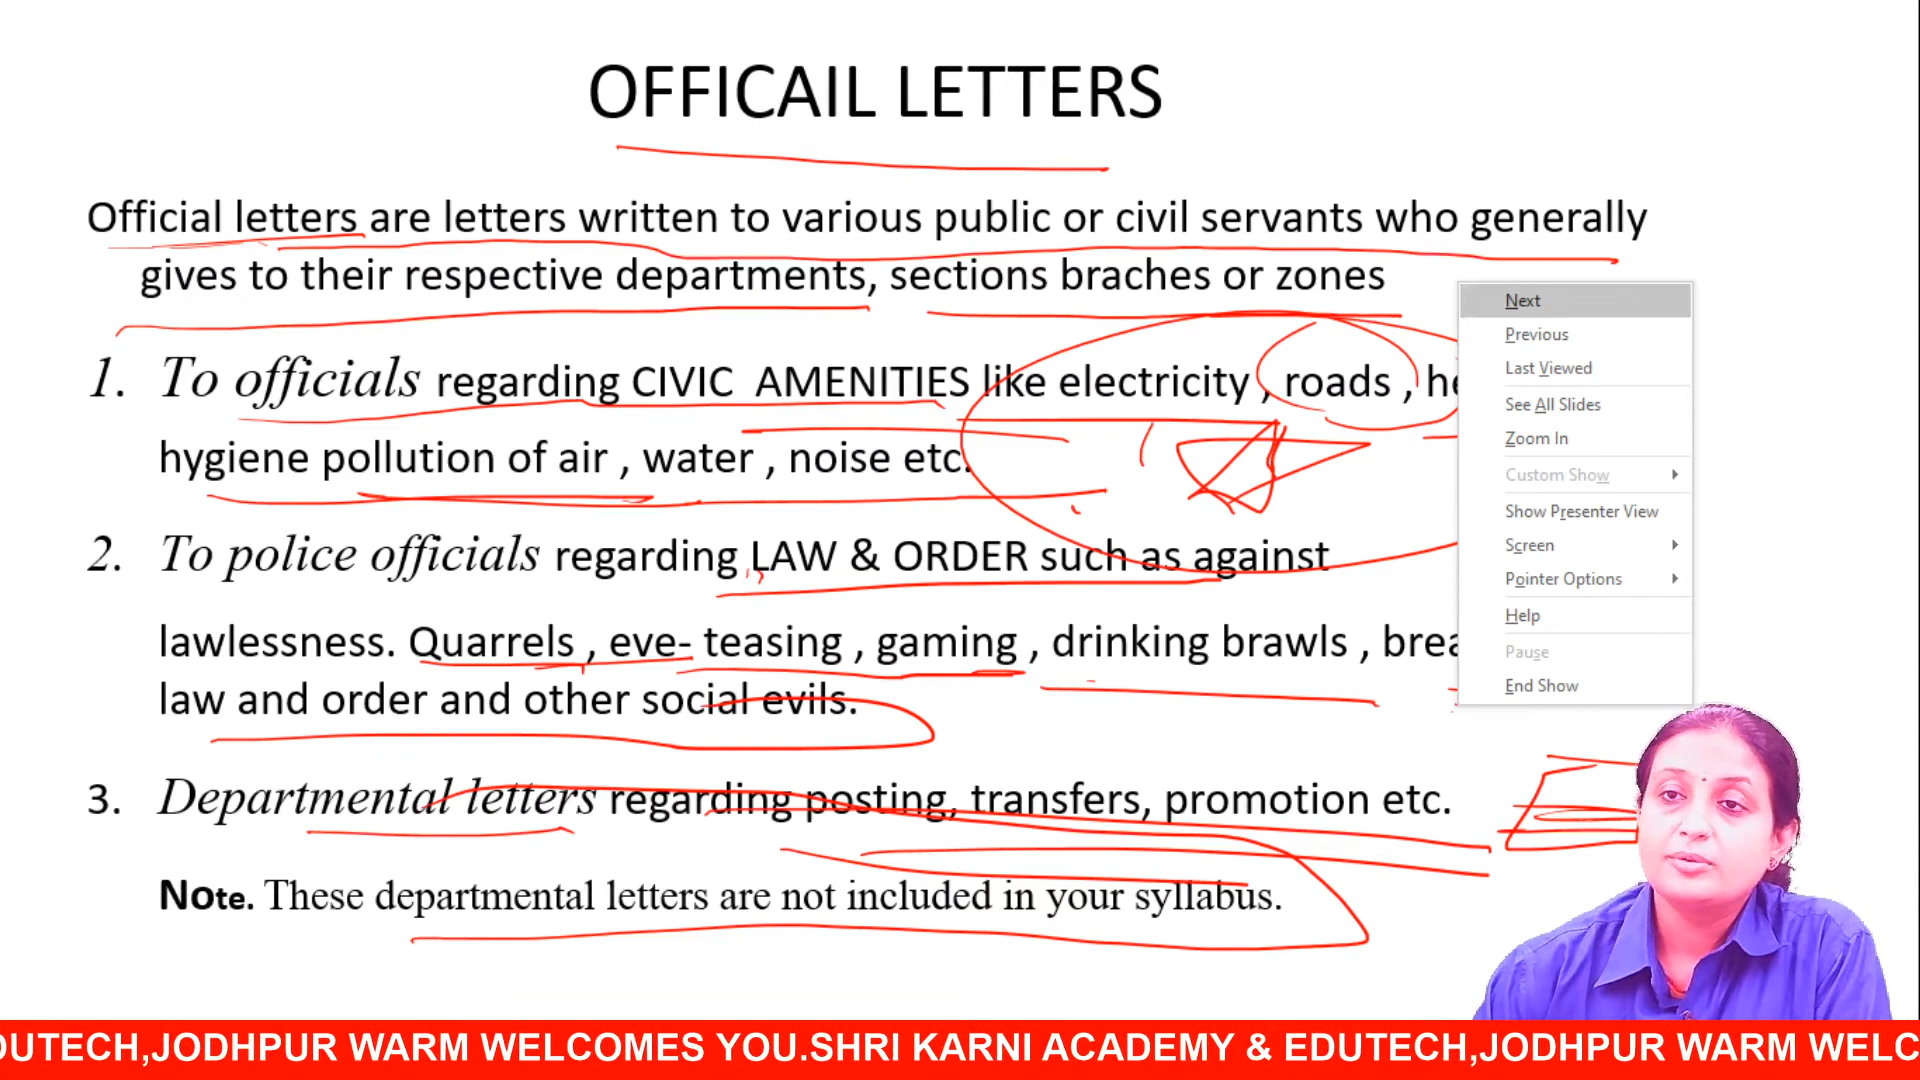 OFFICAIL LETTERS
Official letters are letters written to various public or civil servants who generally
gives to their respective departments, sections braches or zones
1. To officials regarding CIVIC AMENITIES like electricity , roads ,
hygiene pollution of air , water , noise etc.
2. To police officials regarding LAW & ORDER such as against
lawlessness. Quarrels , eve- teasing , gaming , drinking brawls ,
law and order and other social evils.
3. Departmental letters regarding posting, transfers, promotion etc.
Note. These departmental letters are not included in your syllabus.
Next
Previous
Last Viewed
See All Slides
Zoom In
Custom Show
Show Presenter View
Screen
Pointer Options
Help
Pause
End Show
DUTECH,JODHPUR WARM WELCOMES YOU.SHRI KARNI ACADEMY & EDUTECH,JODHPUR WARM WELC